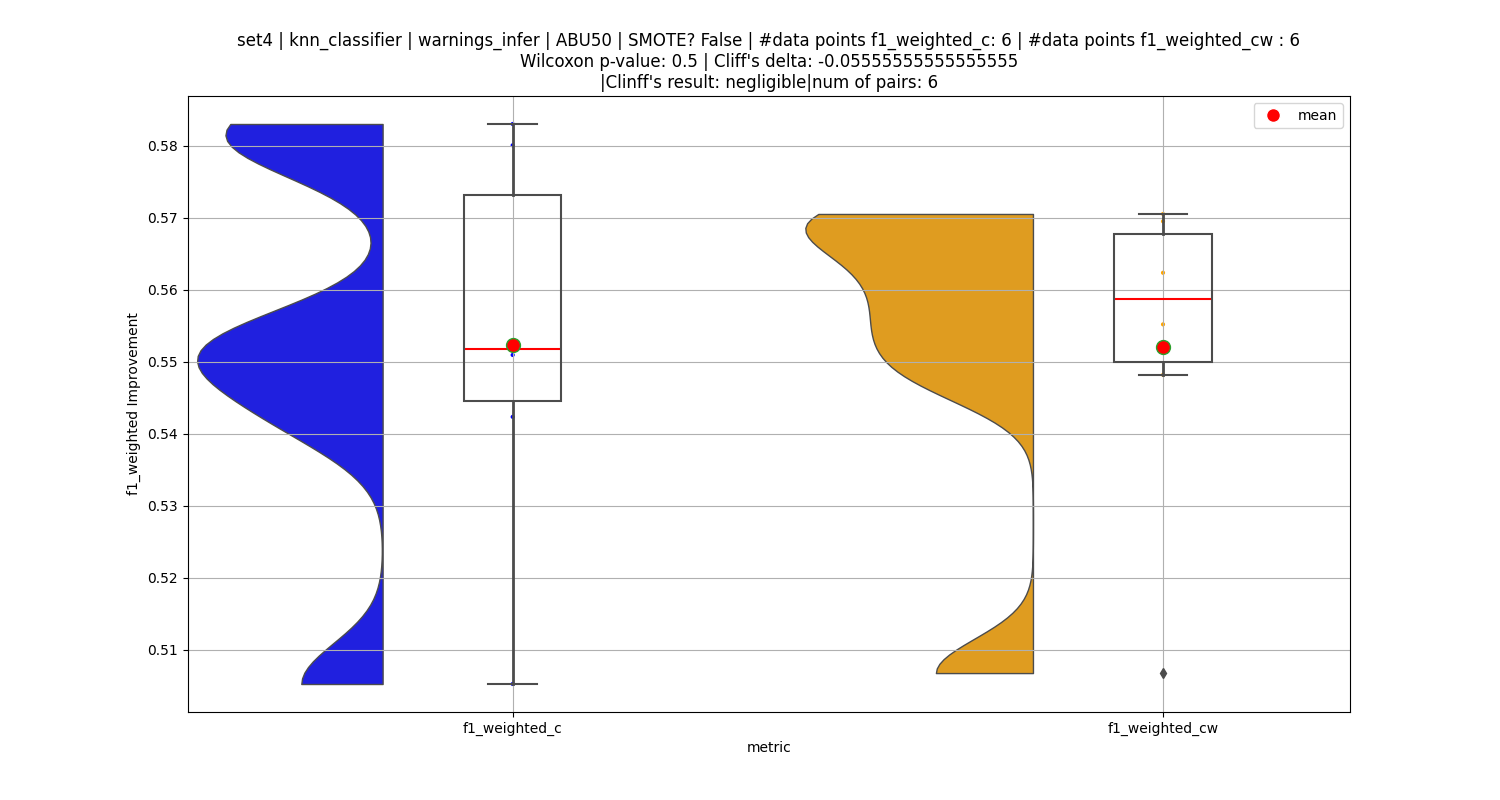 set4 | knn_classifier | warnings_infer | ABU50 | SMOTE? False | #data points f1_weighted_c: 6 | #data points f1_weighted_cw : 6
Wilcoxon p-value: 0.5 | Cliff's delta: -0.05555555555555555
|Clinff's result: negligible|num of pairs: 6
mean
0.58
0.57
0.56
0.55
0.54
0.53
0.52
0.51
f1_weighted Improvement
f1_weighted_c
f1_weighted_cw
metric